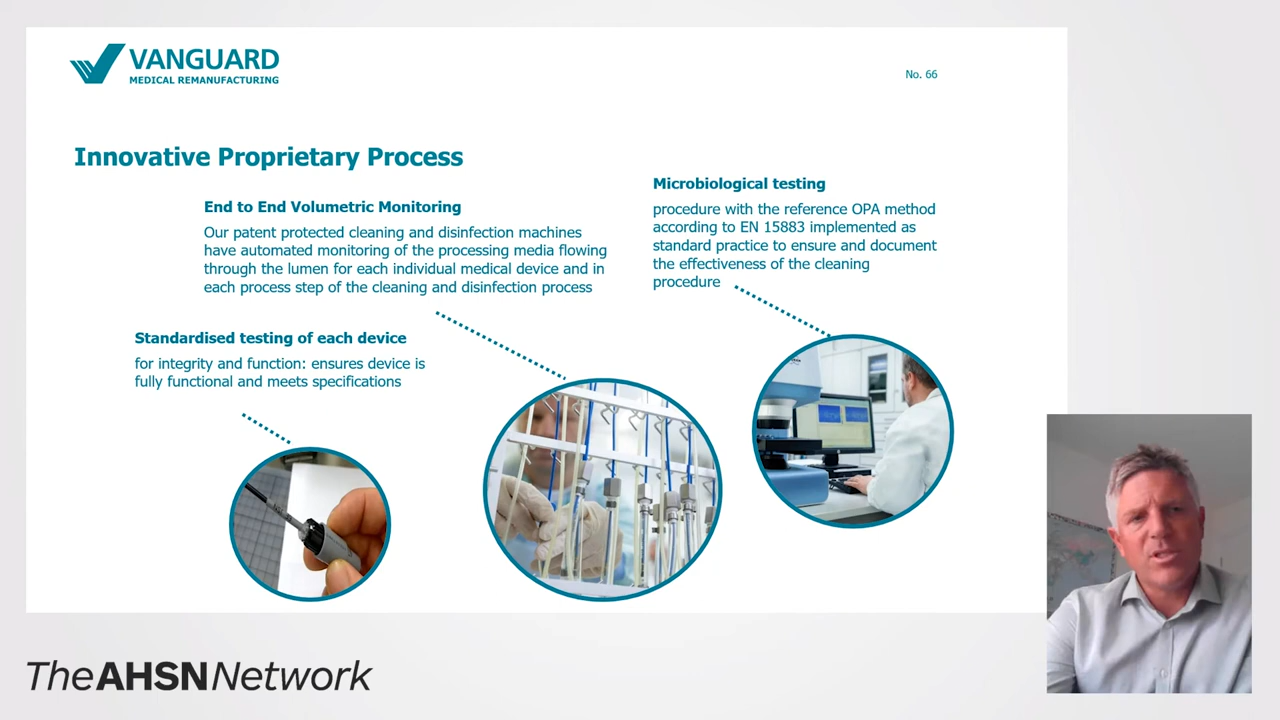 VANGUARD
MEDICAL REMANUFACTURING
No. 66
Innovative Proprietary Process
End to End Volumetric Monitoring
Our patent protected cleaning and disinfection machines
have automated monitoring of the processing media flowing
through the lumen for each individual medical device and in
each process step of the cleaning and disinfection process
Microbiological testing
procedure with the reference OPA method
according to EN 15883 implemented as
standard practice to ensure and document
the effectiveness of the cleaning
procedure
Standardised testing of each device
for integrity and function: ensures device is
fully functional and meets specifications
TheAHSNNetwork